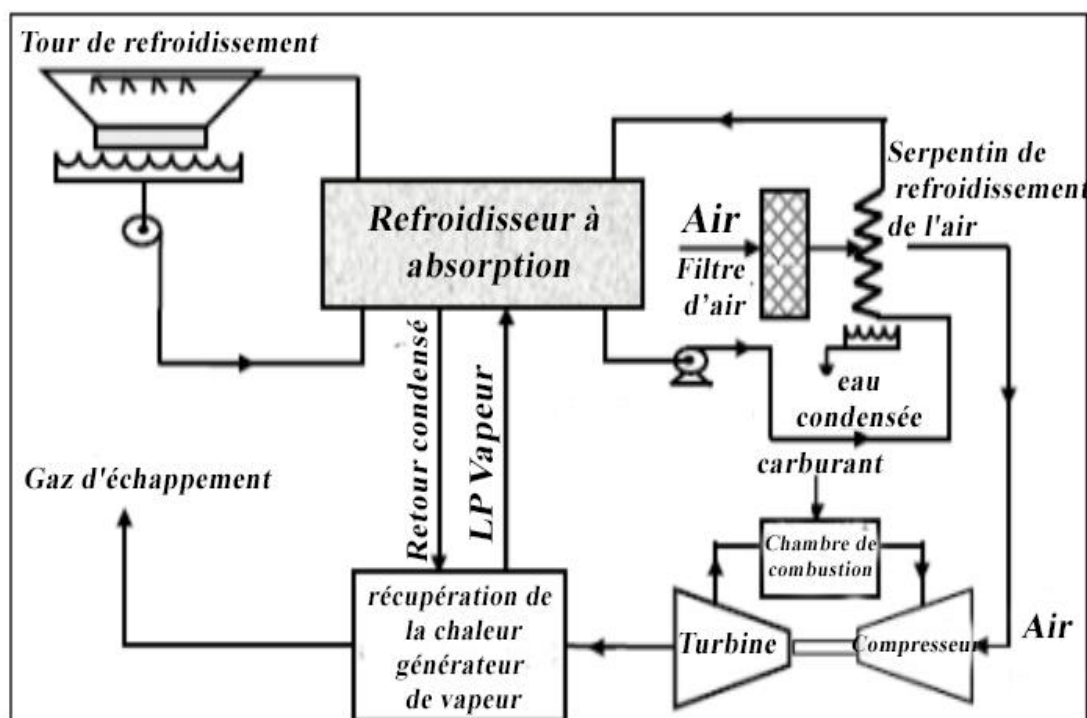 Tour de refroidissement
Refroidisseur à
absorption
Serpentin de
refroidissement
de l'air
Air
Filtre
d'air
eau
condensée
carburant
Retour condensé
LP Vapeur
Gaz d'échappement
Chambre de
combustion
récupération de
la chaleur
générateur
de vapeur
Turbine
Compresseur
Air